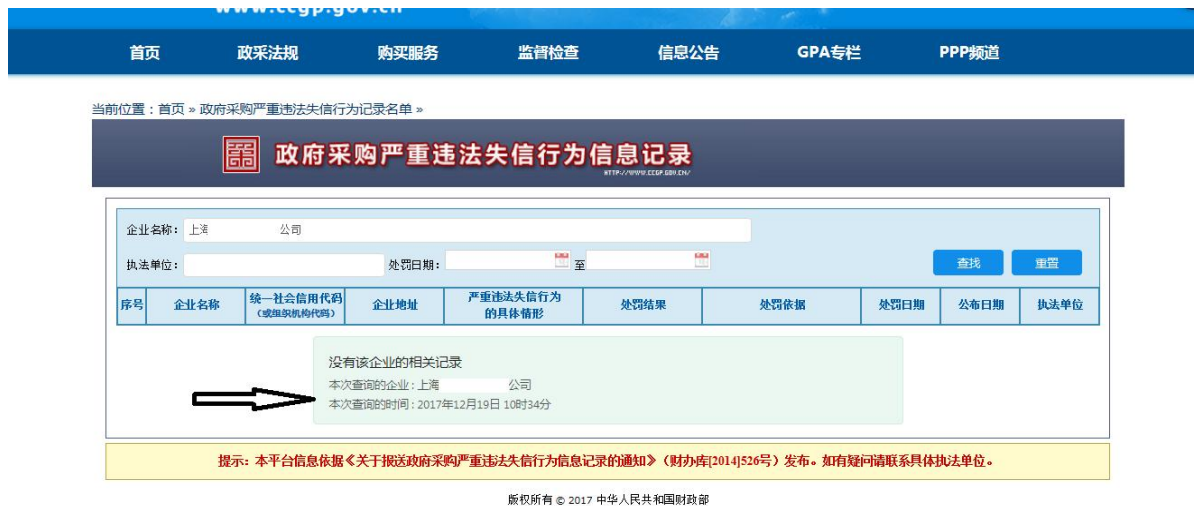 www.ccgp.gov.cn
首页 政采法规 购买服务 监督检查 信息公告 GPA专栏 PPP频道
当前位置：首页 » 政府采购严重违法失信行为记录名单 »
政府采购严重违法失信行为信息记录
HTTP://WWW.CCGP.GOV.CN/
企业名称： 上海 公司
执法单位： 处罚日期： 至 查找 重置
序号 企业名称 统一社会信用代码（或组织机构代码） 企业地址 严重违法失信行为的具体情形 处罚结果 处罚依据 处罚日期 公布日期 执法单位
没有该企业的相关记录
本次查询的企业：上海 公司
本次查询的时间：2017年12月19日 10时34分
提示：本平台信息依据《关于报送政府采购严重违法失信行为信息记录的通知》（财办库[2014]526号）发布。如有疑问请联系具体执法单位。
版权所有 © 2017 中华人民共和国财政部